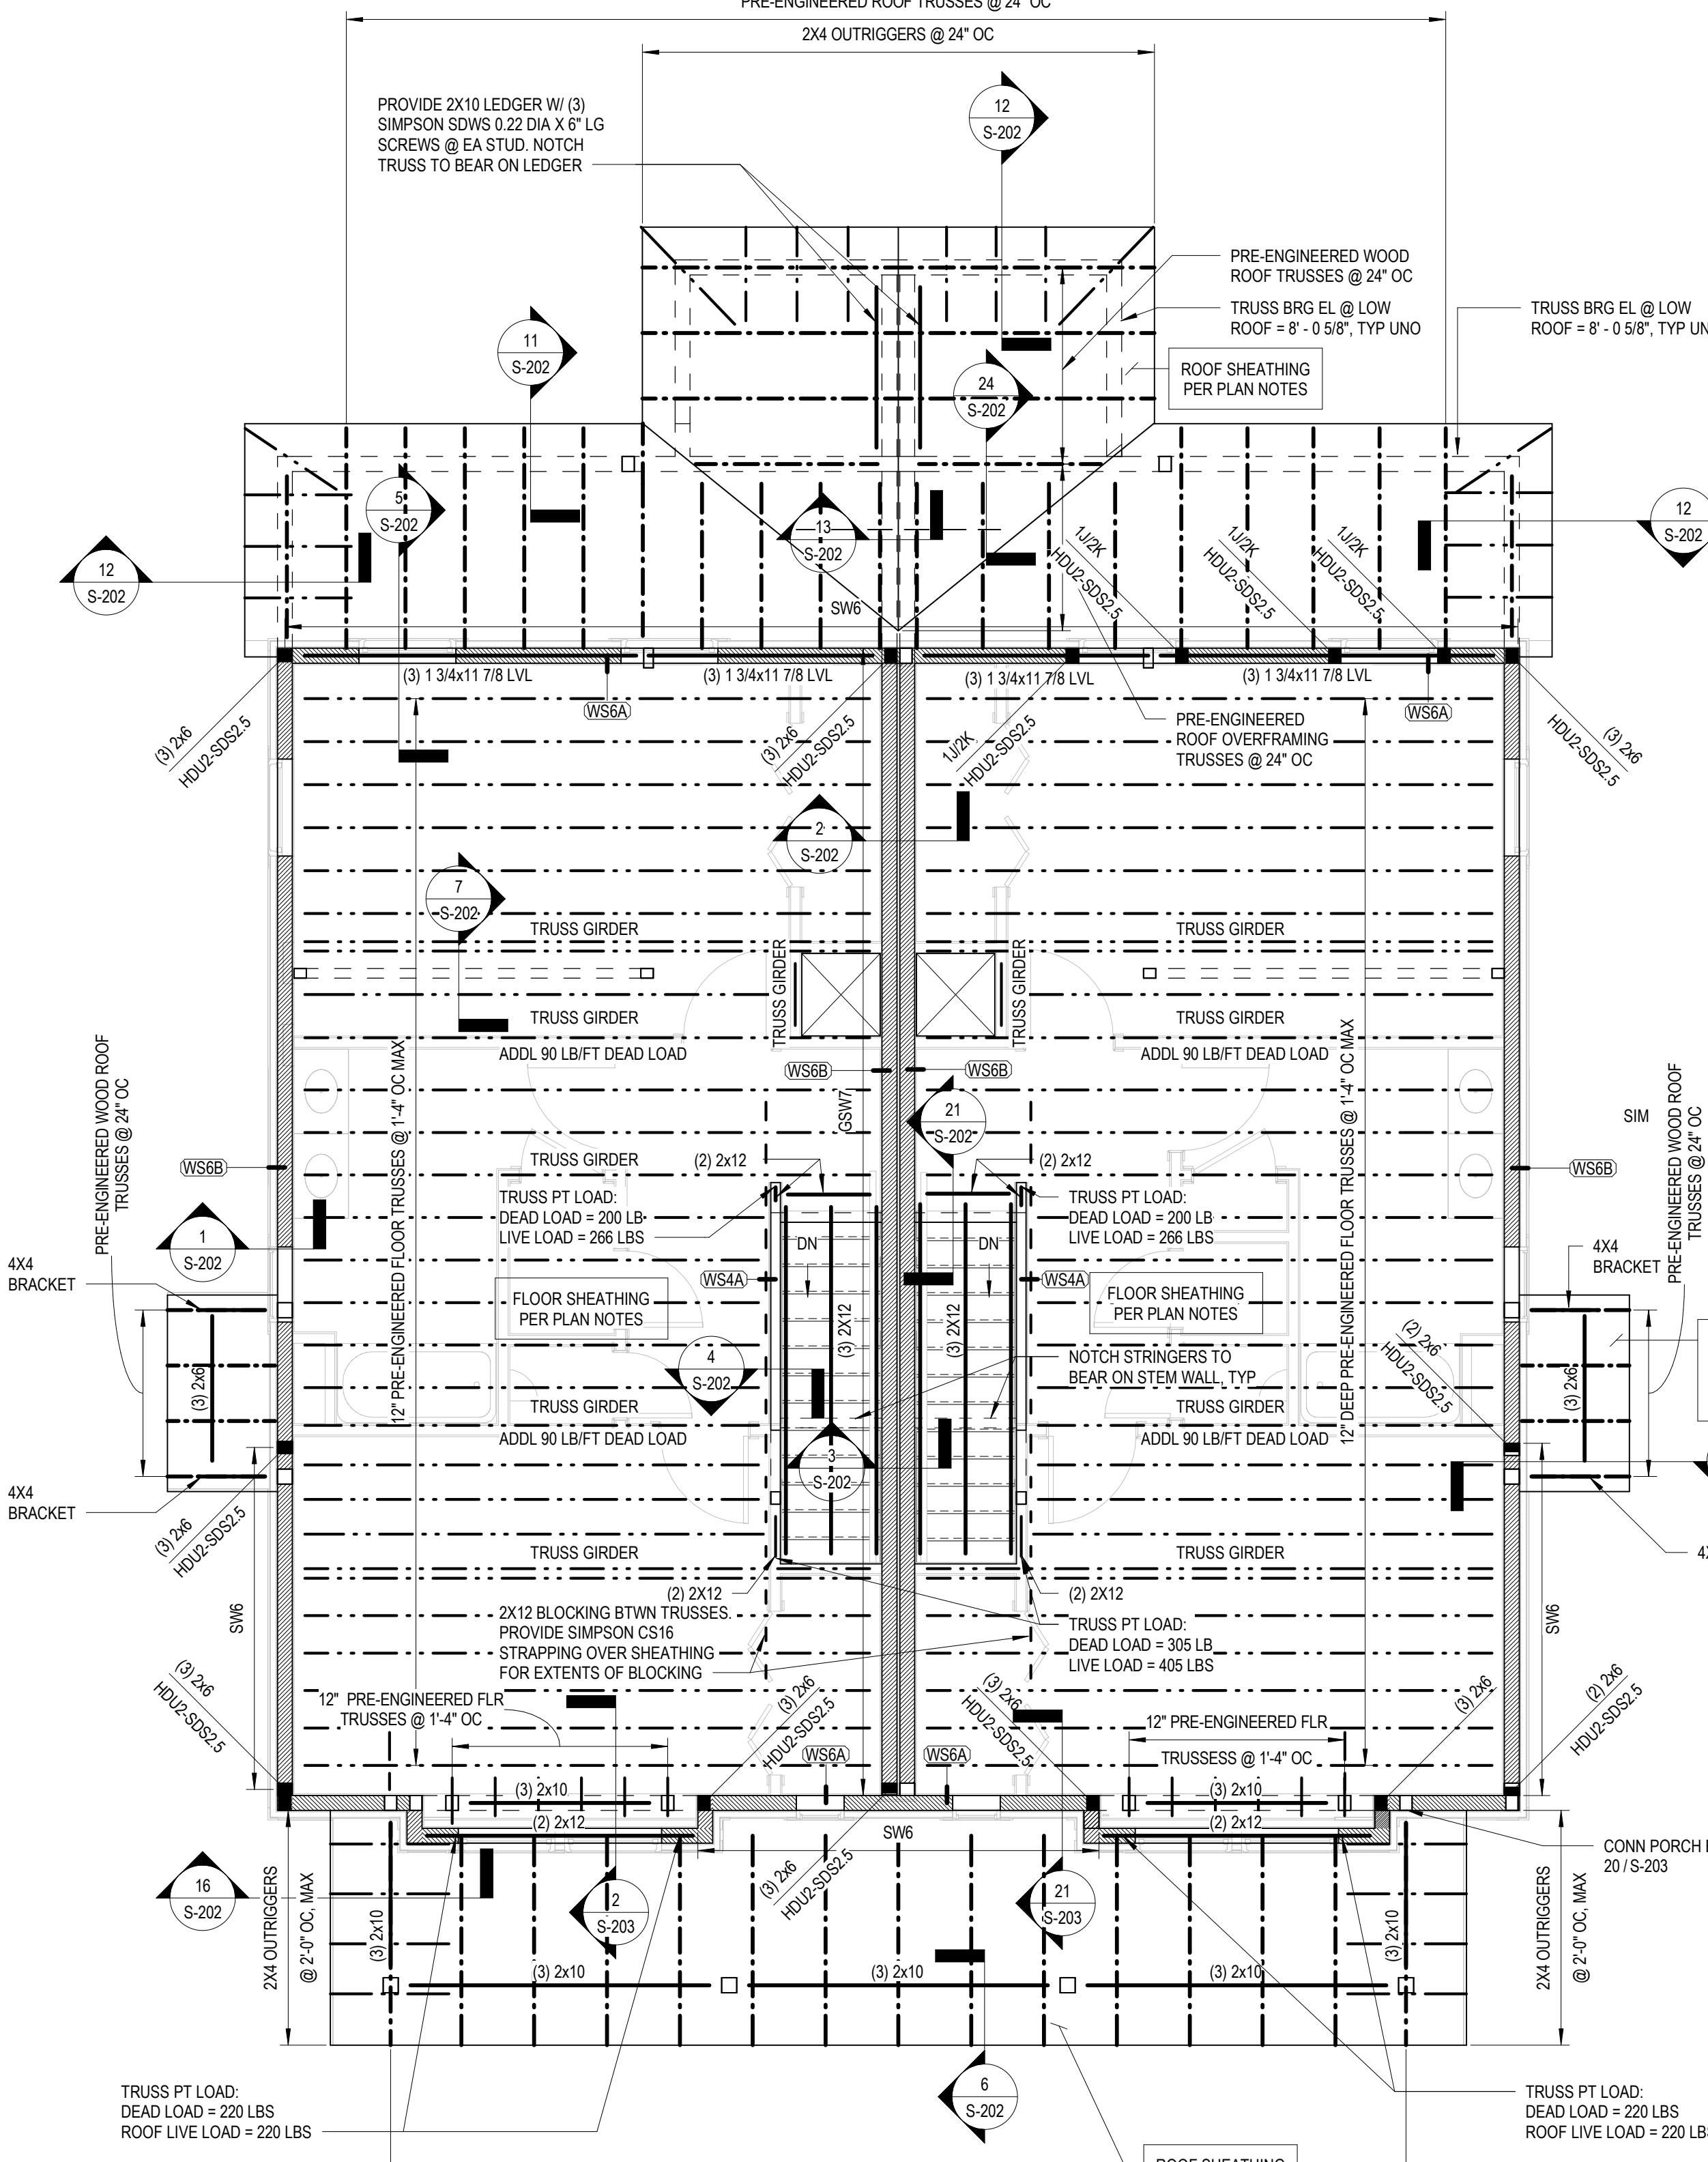 PRE-ENGINEERED ROOF TRUSSES @ 24" OC
2X4 OUTRIGGERS @ 24" OC
PROVIDE 2X10 LEDGER W/ (3)
SIMPSON SDWS 0.22 DIA X 6" LG
SCREWS @ EA STUD. NOTCH
TRUSS TO BEAR ON LEDGER
12
S-202
PRE-ENGINEERED WOOD
ROOF TRUSSES @ 24" OC
TRUSS BRG EL @ LOW
ROOF = 8' - 0 5/8", TYP UNO
TRUSS BRG EL @ LOW
ROOF = 8' - 0 5/8", TYP UN
11
S-202
24
S-202
ROOF SHEATHING
PER PLAN NOTES
5
S-202
13
S-202
12
S-202
12
S-202
1J/2K
HDU2-SDS2.5
1J/2K
HDU2-SDS2.5
1J/2K
HDU2-SDS2.5
SW6
(3) 1 3/4x11 7/8 LVL
(3) 1 3/4x11 7/8 LVL
(3) 1 3/4x11 7/8 LVL
(3) 1 3/4x11 7/8 LVL
WS6A
WS6A
(3) 2x6
HDU2-SDS2.5
(3) 2x6
HDU2-SDS2.5
1J/2K
HDU2-SDS2.5
PRE-ENGINEERED
ROOF OVERFRAMING
TRUSSES @ 24" OC
(3) 2x6
HDU2-SDS2.5
2
S-202
7
S-202
TRUSS GIRDER
TRUSS GIRDER
TRUSS GIRDER
TRUSS GIRDER
TRUSS GIRDER
TRUSS GIRDER
ADDL 90 LB/FT DEAD LOAD
ADDL 90 LB/FT DEAD LOAD
WS6B
WS6B
GSW7
21
S-202
12" PRE-ENGINEERED FLOOR TRUSSES @ 1'-4" OC MAX
12" DEEP PRE-ENGINEERED FLOOR TRUSSES @ 1'-4" OC MAX
PRE-ENGINEERED WOOD ROOF
TRUSSES @ 24" OC
SIM
PRE-ENGINEERED WOOD ROOF
TRUSSES @ 24" OC
WS6B
WS6B
TRUSS GIRDER
(2) 2x12
(2) 2x12
TRUSS GIRDER
TRUSS PT LOAD:
DEAD LOAD = 200 LB
LIVE LOAD = 266 LBS
TRUSS PT LOAD:
DEAD LOAD = 200 LB
LIVE LOAD = 266 LBS
1
S-202
DN
DN
4X4
BRACKET
4X4
BRACKET
WS4A
WS4A
FLOOR SHEATHING
PER PLAN NOTES
FLOOR SHEATHING
PER PLAN NOTES
(3) 2X12
(3) 2X12
4
S-202
NOTCH STRINGERS TO
BEAR ON STEM WALL, TYP
(2) 2x6
HDU2-SDS2.5
(3) 2x6
(3) 2x6
TRUSS GIRDER
TRUSS GIRDER
ADDL 90 LB/FT DEAD LOAD
ADDL 90 LB/FT DEAD LOAD
3
S-202
4X4
BRACKET
(3) 2x6
HDU2-SDS2.5
4X
TRUSS GIRDER
TRUSS GIRDER
(2) 2X12
(2) 2X12
2X12 BLOCKING BTWN TRUSSES.
PROVIDE SIMPSON CS16
STRAPPING OVER SHEATHING
FOR EXTENTS OF BLOCKING
TRUSS PT LOAD:
DEAD LOAD = 305 LB
LIVE LOAD = 405 LBS
SW6
SW6
(3) 2x6
HDU2-SDS2.5
12" PRE-ENGINEERED FLR
TRUSSES @ 1'-4" OC
(3) 2x6
HDU2-SDS2.5
(3) 2x6
HDU2-SDS2.5
12" PRE-ENGINEERED FLR
TRUSSESS @ 1'-4" OC
(3) 2x6
(2) 2x6
HDU2-SDS2.5
WS6A
WS6A
(3) 2x10
(2) 2x12
(3) 2x10
(2) 2x12
SW6
(3) 2x6
HDU2-SDS2.5
CONN PORCH
20 / S-203
16
S-202
2
S-203
21
S-203
2X4 OUTRIGGERS
@ 2'-0" OC, MAX
(3) 2x10
(3) 2x10
2X4 OUTRIGGERS
@ 2'-0" OC, MAX
(3) 2x10
(3) 2x10
(3) 2x10
6
S-202
TRUSS PT LOAD:
DEAD LOAD = 220 LBS
ROOF LIVE LOAD = 220 LBS
TRUSS PT LOAD:
DEAD LOAD = 220 LBS
ROOF LIVE LOAD = 220 LB
ROOF SHEATHING